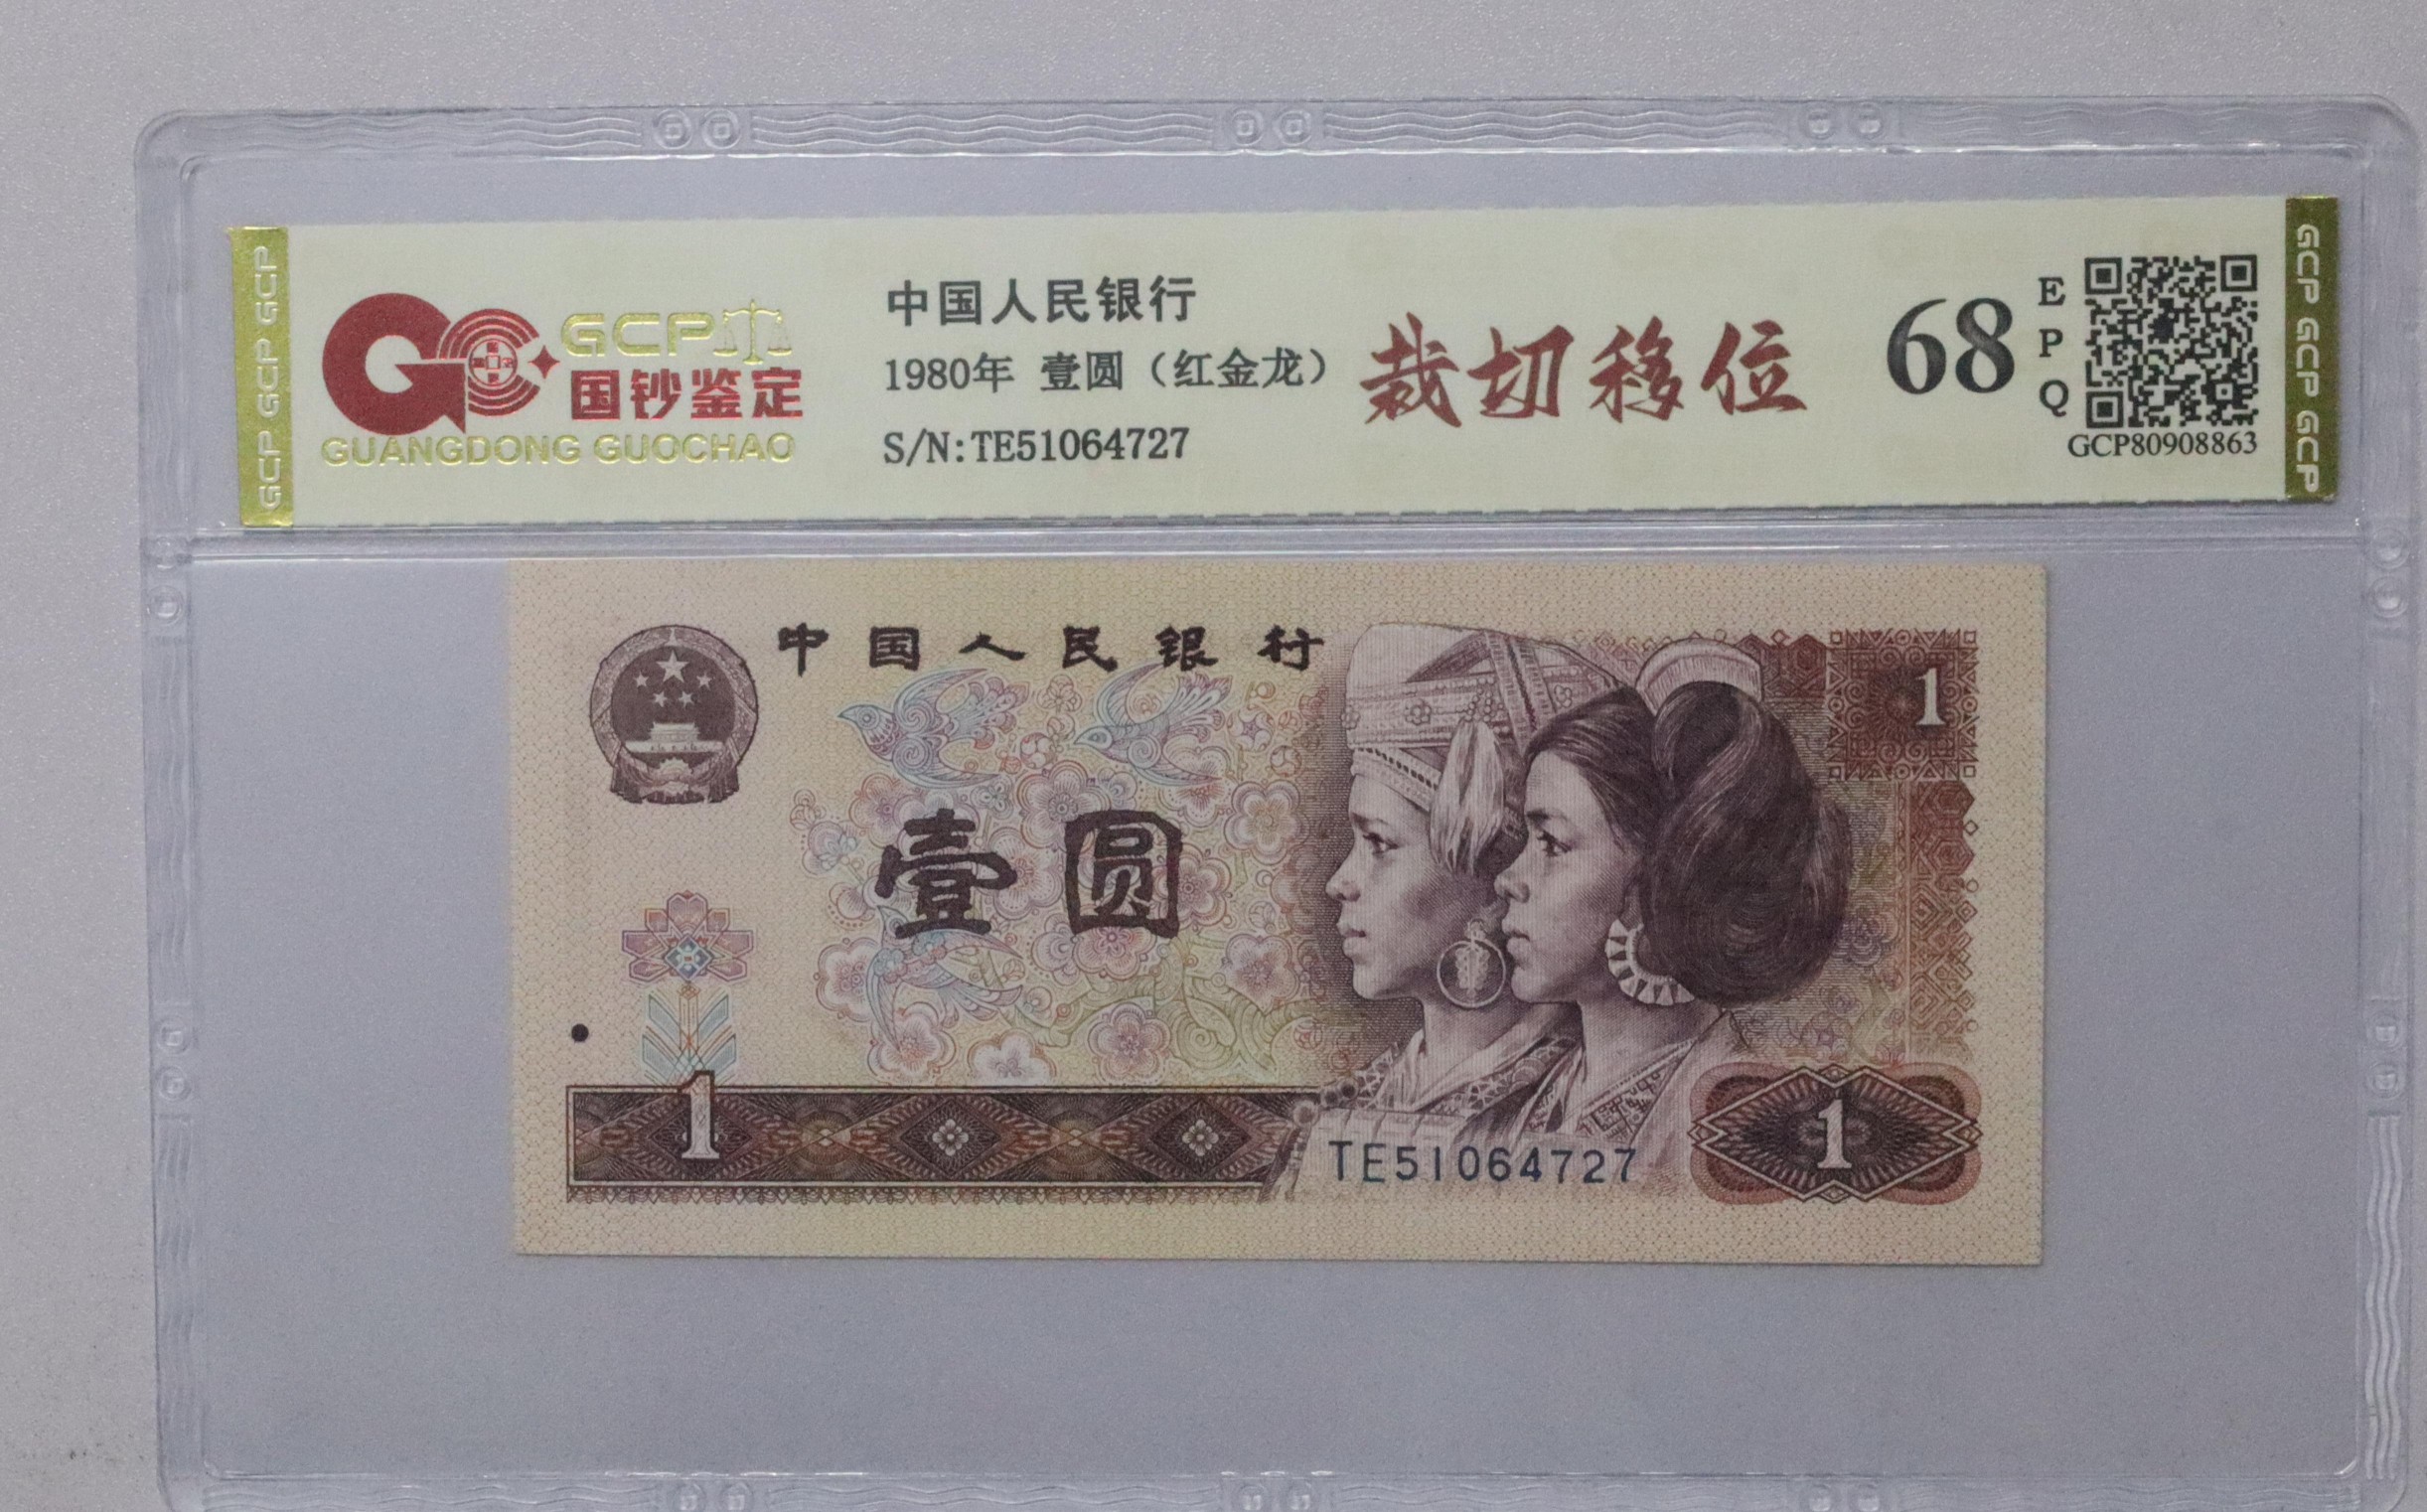 GCP GCP GCP
GCP
国钞鉴定
GUANGDONG GUOCHAO
中国人民银行
1980年 壹圆（红金龙）
S/N:TE51064727
裁切移位
68
EPQ
GCP80908863
GCP GCP GCP
中国人民银行
1
壹圆
1
TE51064727
1